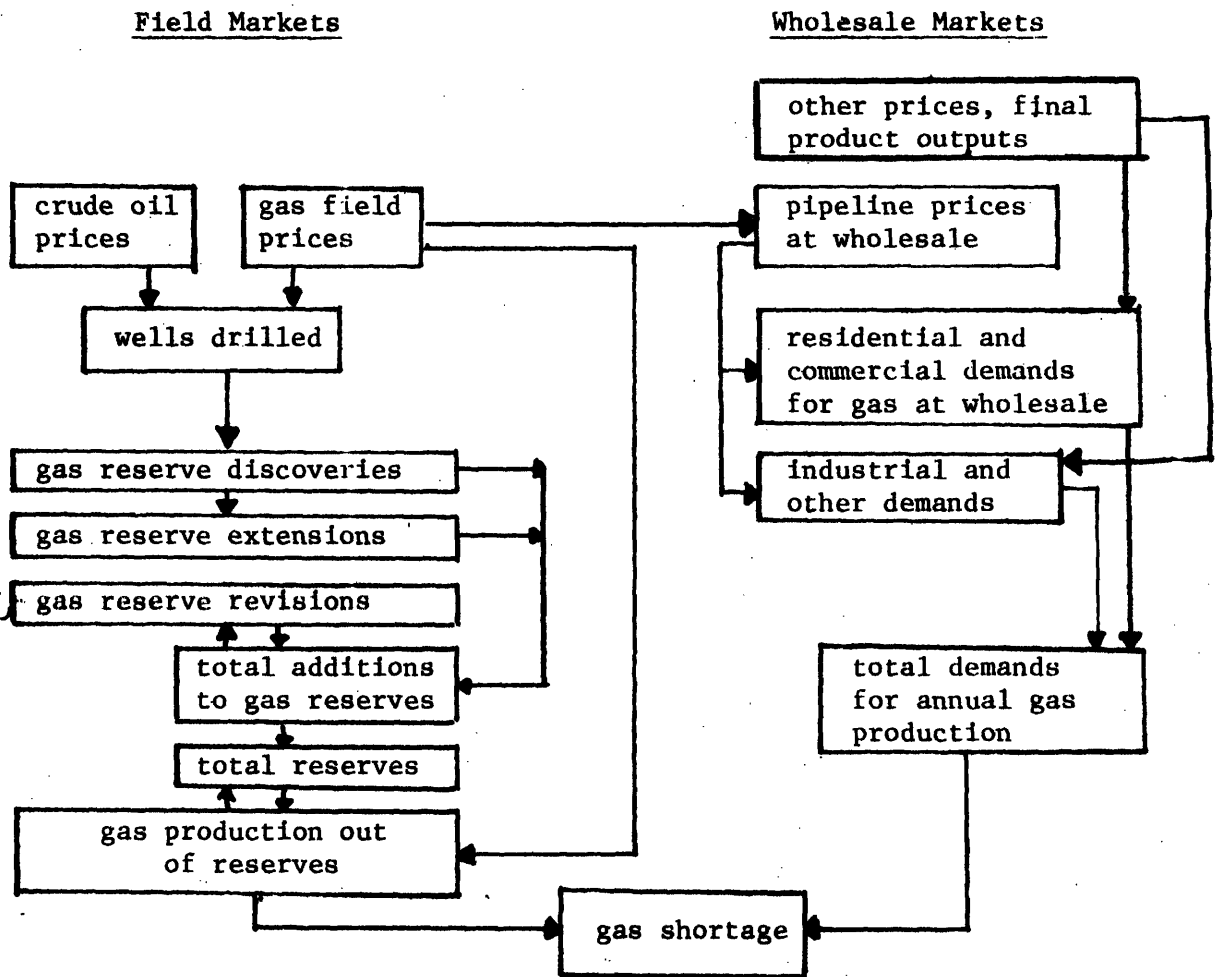 Field Markets
Wholesale Markets
other prices, final
product outputs
crude oil
prices
gas field
prices
pipeline prices
at wholesale
wells drilled
residential and
commercial demands
for gas at wholesale
gas reserve discoveries
industrial and
other demands
gas reserve extensions
gas reserve revisions
total additions
to gas reserves
total demands
for annual gas
production
total reserves
gas production out
of reserves
gas shortage